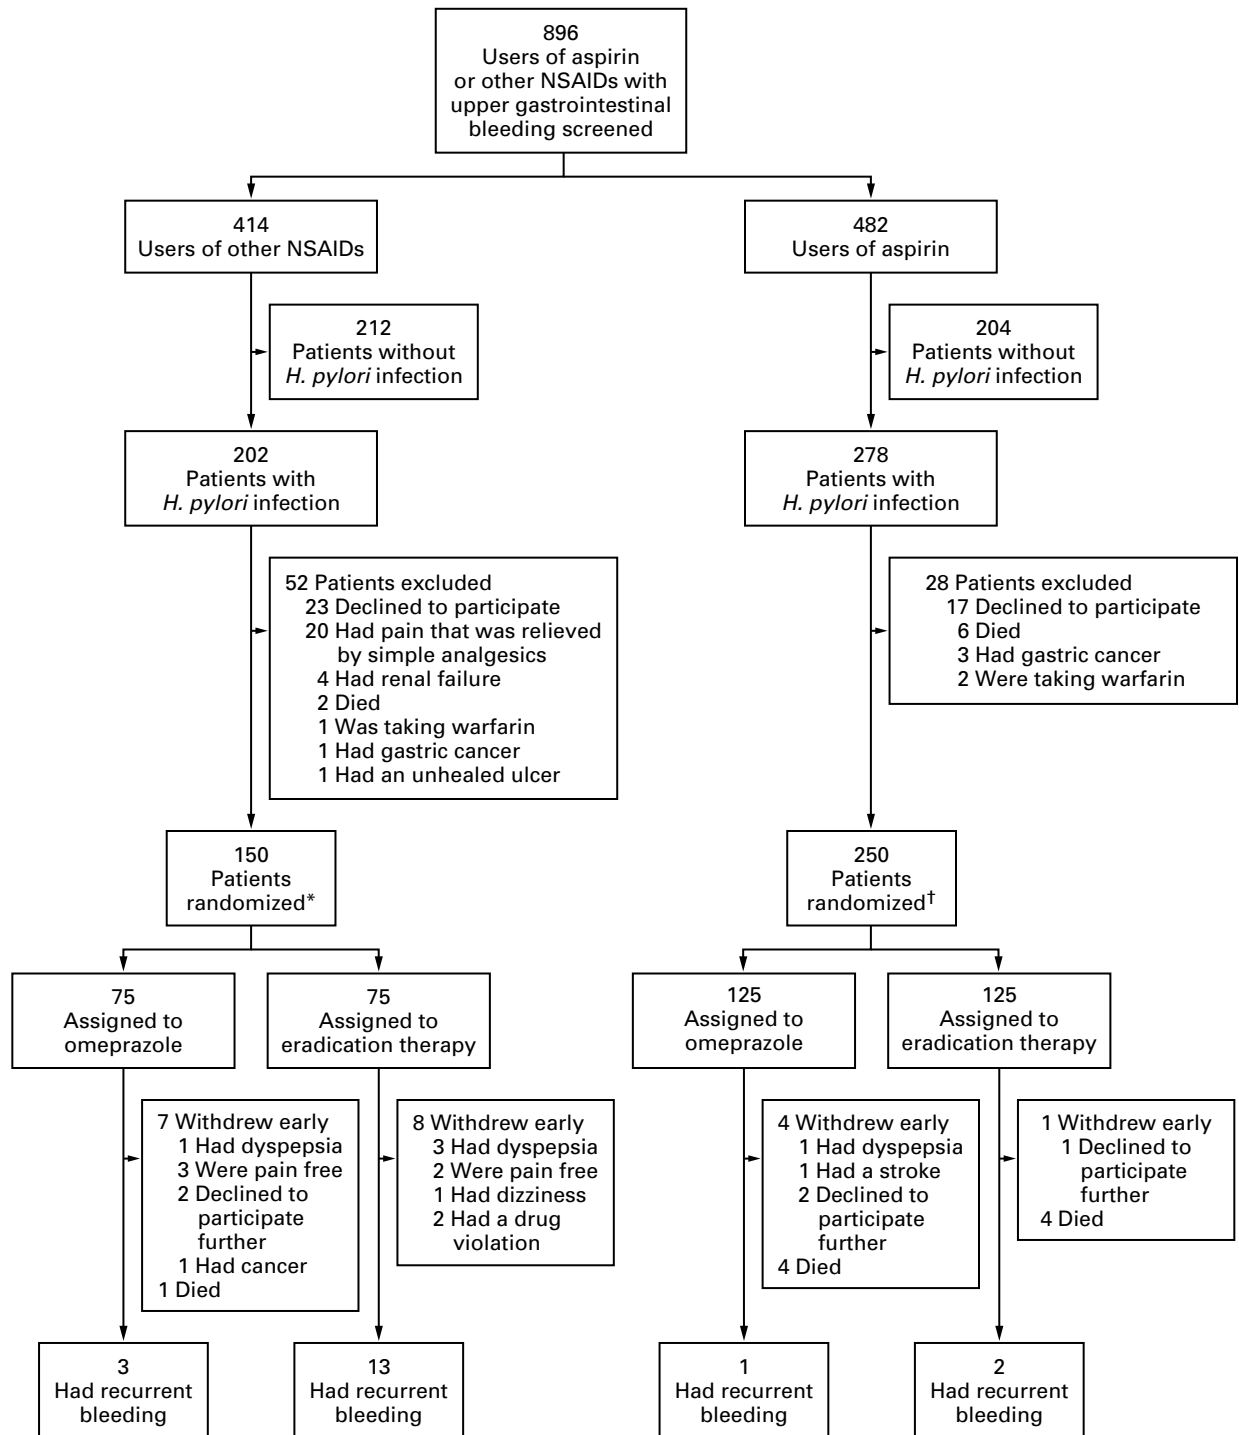 896
Users of aspirin
or other NSAIDs with
upper gastrointestinal
bleeding screened
414
Users of other NSAIDs
482
Users of aspirin
212
Patients without
H. pylori infection
204
Patients without
H. pylori infection
202
Patients with
H. pylori infection
278
Patients with
H. pylori infection
52 Patients excluded
23 Declined to participate
20 Had pain that was relieved
by simple analgesics
4 Had renal failure
2 Died
1 Was taking warfarin
1 Had gastric cancer
1 Had an unhealed ulcer
28 Patients excluded
17 Declined to participate
6 Died
3 Had gastric cancer
2 Were taking warfarin
150
Patients
randomized*
250
Patients
randomized†
75
Assigned to
omeprazole
75
Assigned to
eradication therapy
125
Assigned to
omeprazole
125
Assigned to
eradication therapy
7 Withdrew early
1 Had dyspepsia
3 Were pain free
2 Declined to
participate
further
1 Had cancer
1 Died
8 Withdrew early
3 Had dyspepsia
2 Were pain free
1 Had dizziness
2 Had a drug
violation
4 Withdrew early
1 Had dyspepsia
1 Had a stroke
2 Declined to
participate
further
4 Died
1 Withdrew early
1 Declined to
participate
further
4 Died
3
Had recurrent
bleeding
13
Had recurrent
bleeding
1
Had recurrent
bleeding
2
Had recurrent
bleeding